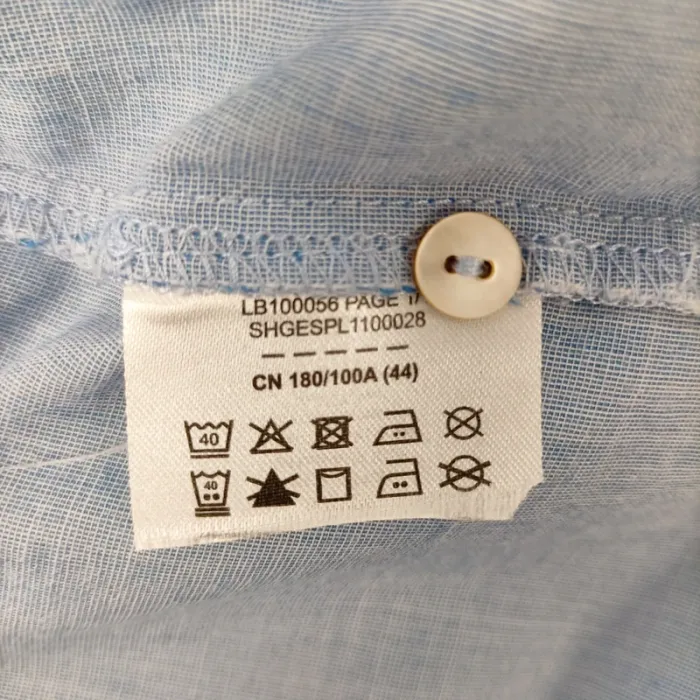 LB100056 PAGE 1/
SHGESPL1100028
— — — — —
CN 180/100A (44)
40
40